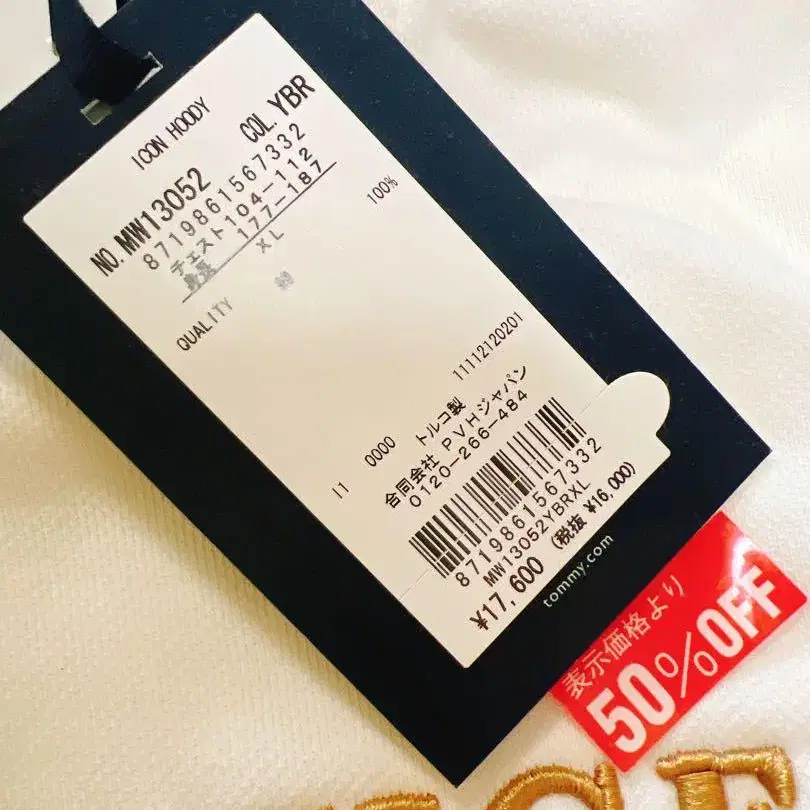 ICON HOODY
NO. MW13052 COL. YBR
8719861567332
チェスト104-112
身長 177-187
XL
QUALITY
100%
11112120201
I1 0000 トルコ製
合同会社 PVHジャパン
0120-266-484
8719861567332
MW13052YBRXL
¥17,600 (税抜 ¥16,000)
tommy.com
表示価格より
50%OFF